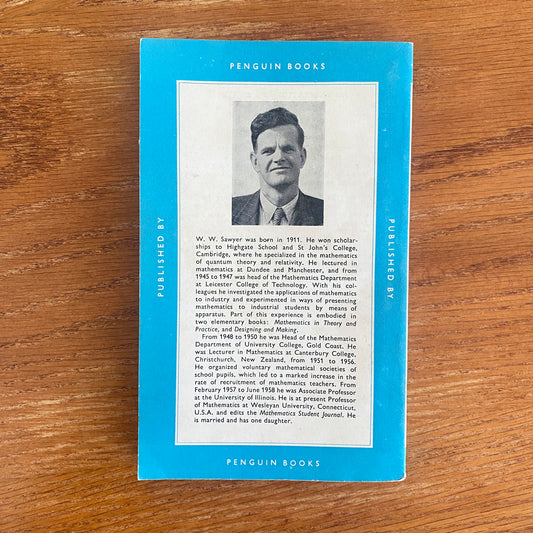 PENGUIN BOOKS
PUBLISHED BY
PUBLISHED BY
W. W. Sawyer was born in 1911. He won scholar-
ships to Highgate School and St John's College,
Cambridge, where he specialized in the mathematics
of quantum theory and relativity. He lectured in
mathematics at Dundee and Manchester, and from
1945 to 1947 was head of the Mathematics Department
at Leicester College of Technology. With his col-
leagues he investigated the applications of mathematics
to industry and experimented in ways of presenting
mathematics to industrial students by means of
apparatus. Part of this experience is embodied in
two elementary books: Mathematics in Theory and
Practice, and Designing and Making.
From 1948 to 1950 he was Head of the Mathematics
Department of University College, Gold Coast. He
was Lecturer in Mathematics at Canterbury College,
Christchurch, New Zealand, from 1951 to 1956.
He organized voluntary mathematical societies of
school pupils, which led to a marked increase in the
rate of recruitment of mathematics teachers. From
February 1957 to June 1958 he was Associate Professor
at the University of Illinois. He is at present Professor
of Mathematics at Wesleyan University, Connecticut,
U.S.A. and edits the Mathematics Student Journal. He
is married and has one daughter.
PENGUIN BOOKS